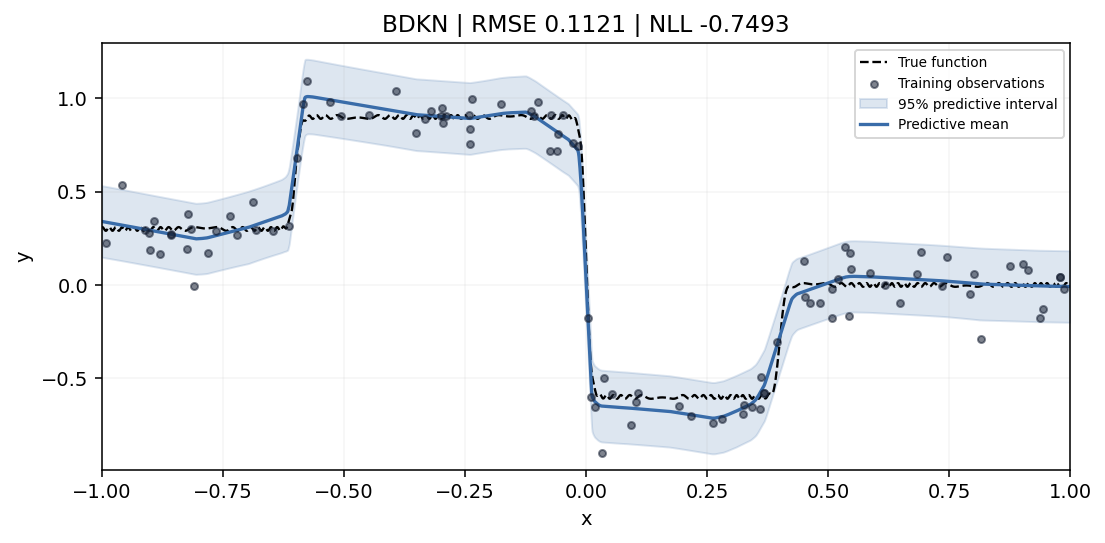 BDKN | RMSE 0.1121 | NLL -0.7493
True function
Training observations
95% predictive interval
Predictive mean
y
1.0
0.5
0.0
−0.5
−1.00 −0.75 −0.50 −0.25 0.00 0.25 0.50 0.75 1.00
x